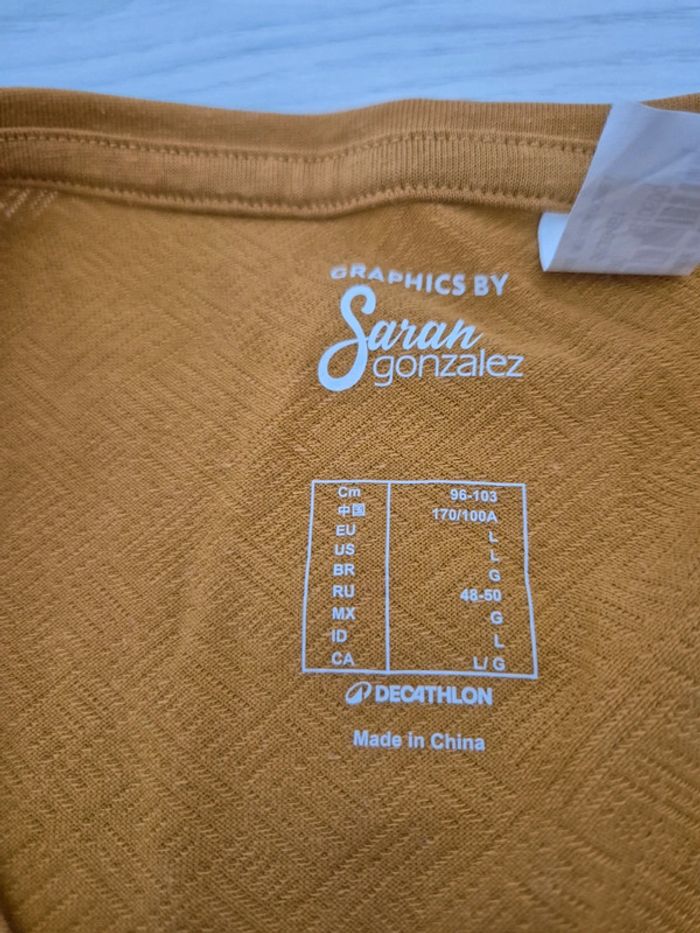 GRAPHICS BY
Sarah
gonzalez
Cm 96-103
中国 170/100A
EU L
US L
BR G
RU 48-50
MX G
ID L
CA L/G
DECATHLON
Made in China